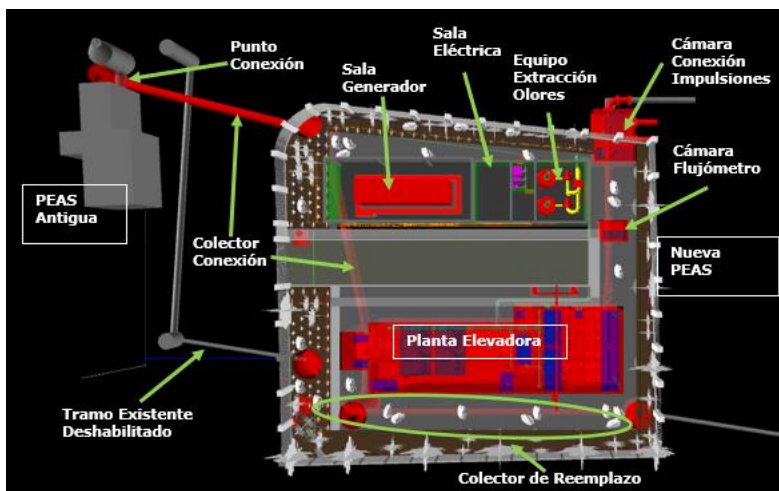 Punto
Conexión
Sala
Generador
Sala
Eléctrica
Equipo
Extracción
Olores
Cámara
Conexión
Impulsiones
Cámara
Flujómetro
PEAS
Antigua
Colector
Conexión
Nueva
PEAS
Planta Elevadora
Tramo Existente
Deshabilitado
Colector de Reemplazo